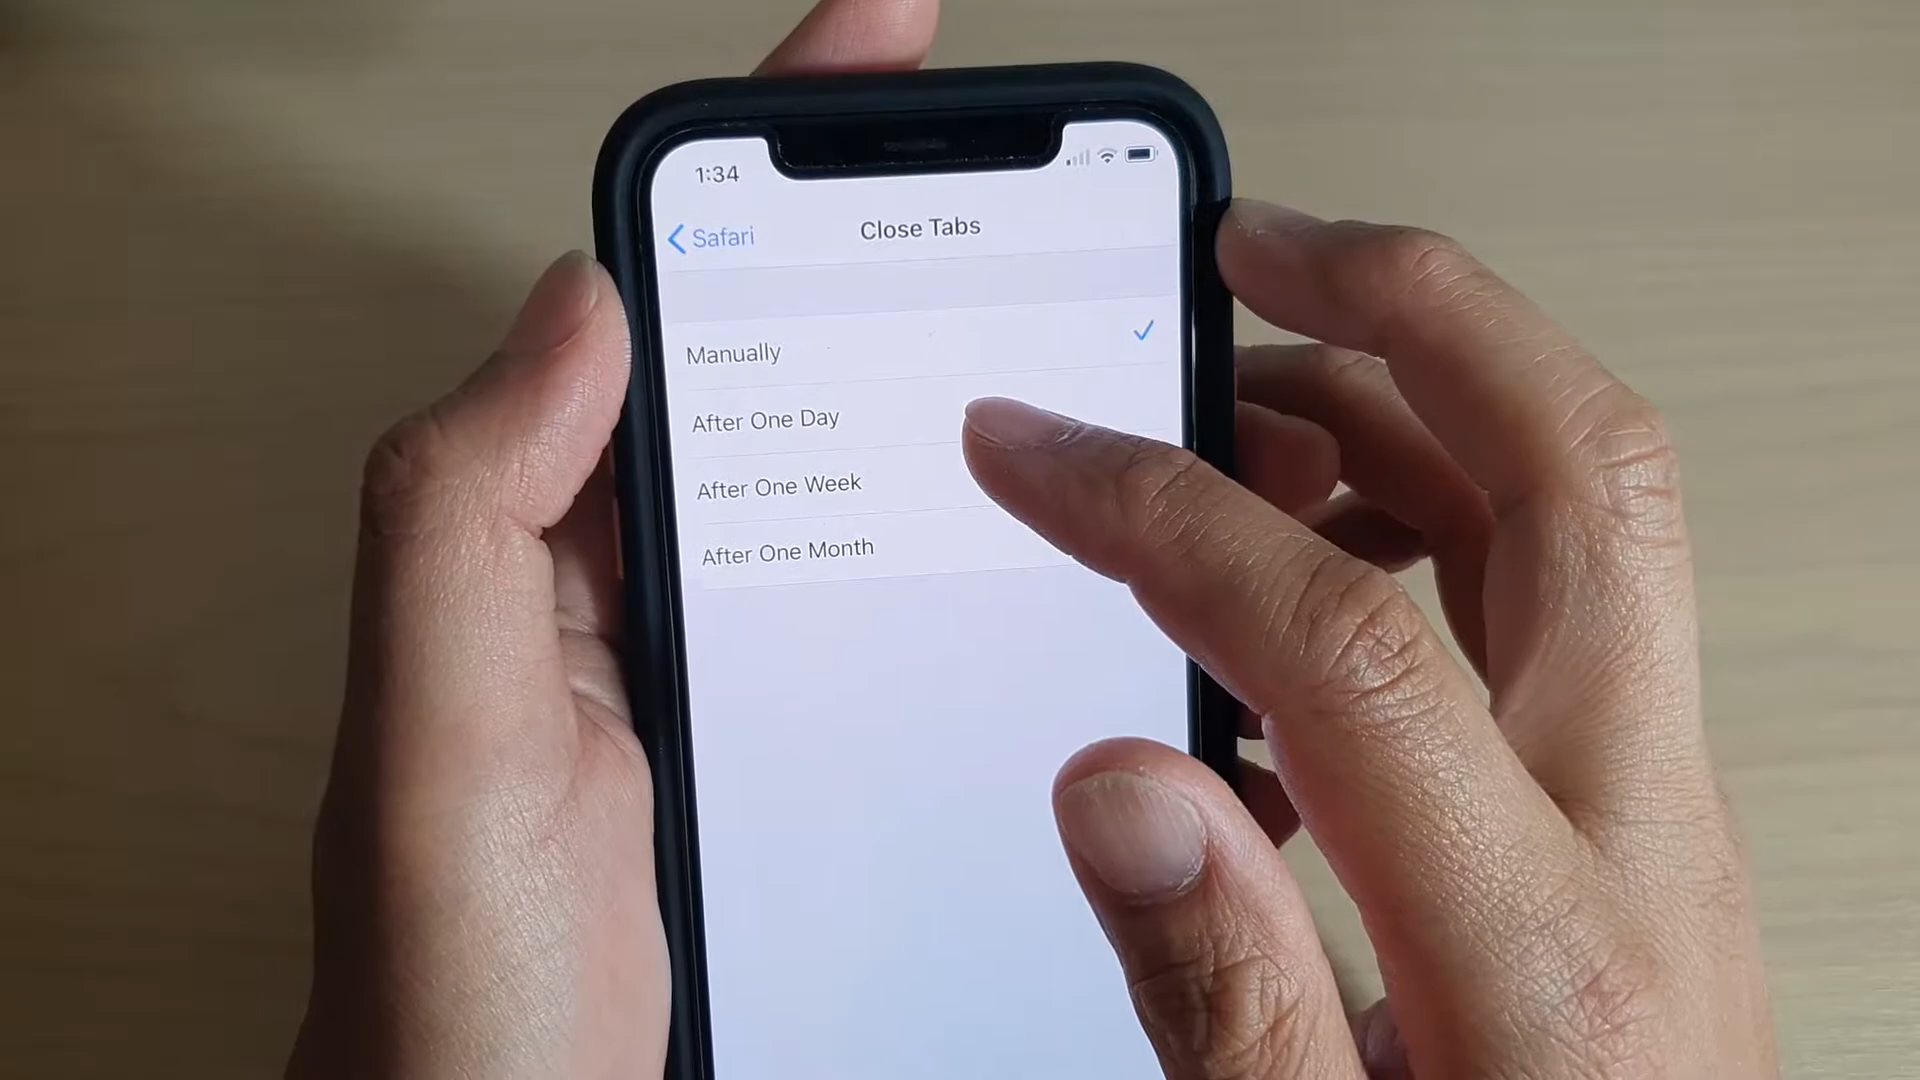 1:34
Safari
Close Tabs
Manually
After One Day
After One Week
After One Month